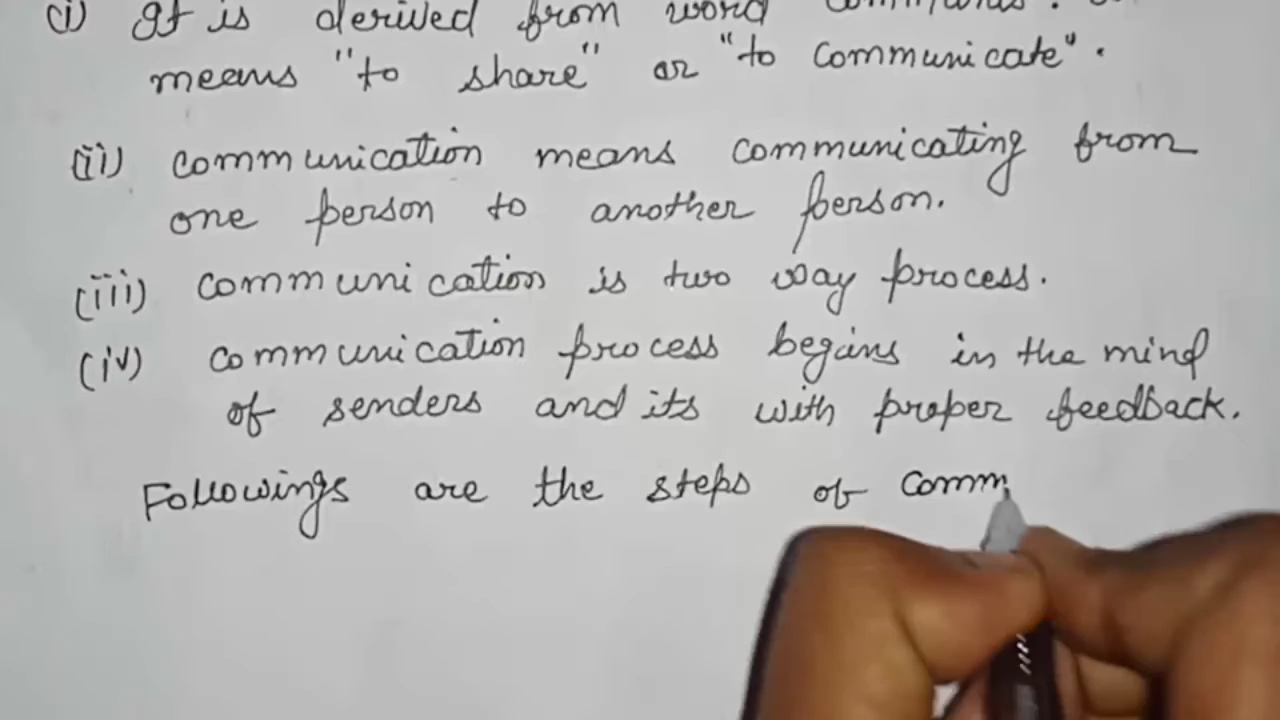 (i) It is derived from word
means "to share" or "to communicate".
(ii) communication means communicating from
one person to another person.
(iii) communication is two way process.
(iv) communication process begins in the mind
of senders and its with proper feedback.
Followings are the steps of comm